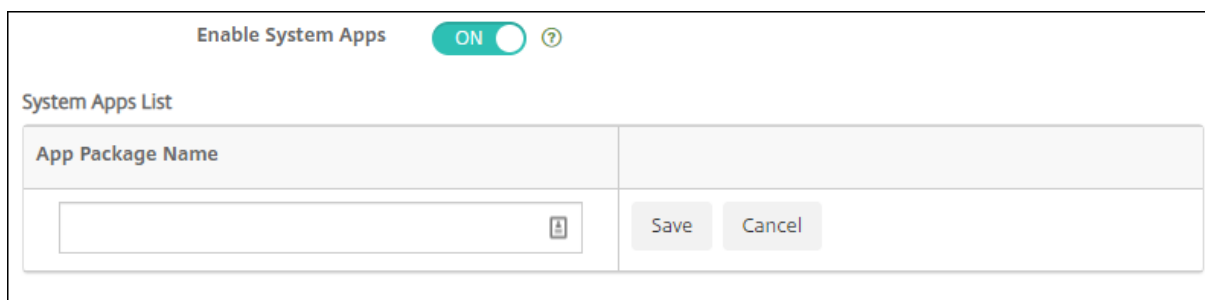 Enable System Apps ON ?
System Apps List
App Package Name
Save Cancel